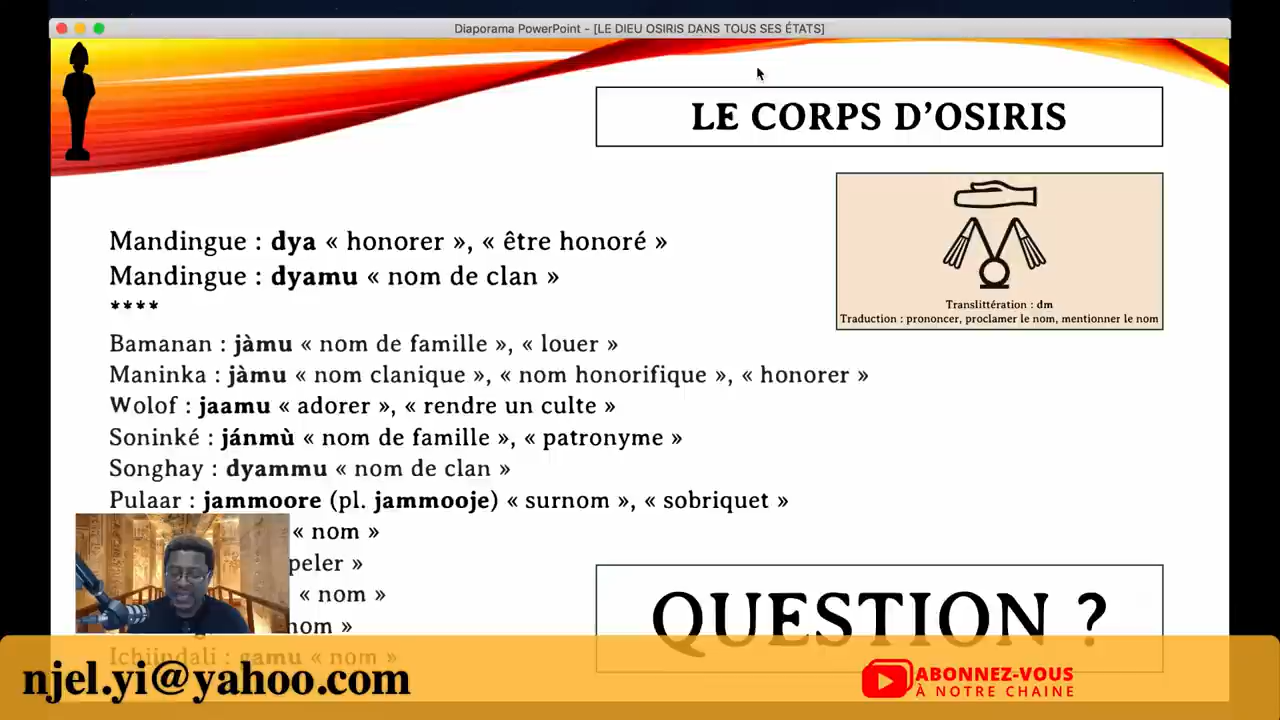 Diaporama PowerPoint - [LE DIEU OSIRIS DANS TOUS SES ÉTATS]
LE CORPS D’OSIRIS
Translittération : dm
Traduction : prononcer, proclamer le nom, mentionner le nom
Mandingue : dya « honorer », « être honoré »
Mandingue : dyamu « nom de clan »
****
Bamanan : jàmu « nom de famille », « louer »
Maninka : jàmu « nom clanique », « nom honorifique », « honorer »
Wolof : jaamu « adorer », « rendre un culte »
Soninké : jánmù « nom de famille », « patronyme »
Songhay : dyammu « nom de clan »
Pulaar : jammoore (pl. jammooje) « surnom », « sobriquet »
« nom »
peler »
« nom »
nom »
Ichiindali : gamu « nom »
QUESTION ?
njel.yi@yahoo.com
ABONNEZ-VOUS
À NOTRE CHAINE